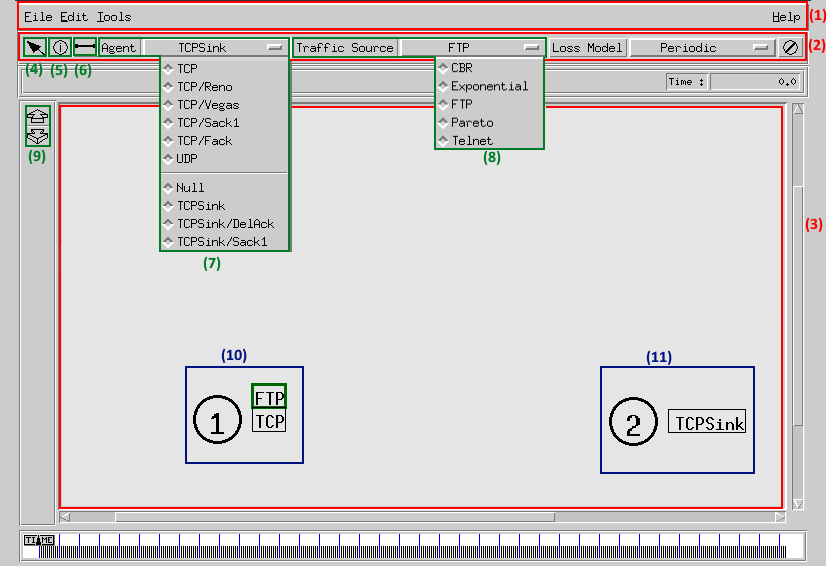 File Edit Tools Help (1)
Agent TCPSink Traffic Source FTP Loss Model Periodic (2)
(4) (5) (6)
Time : 0.0
TCP
TCP/Reno
TCP/Vegas
TCP/Sack1
TCP/Fack
UDP
Null
TCPSink
TCPSink/DelAck
TCPSink/Sack1
(7)
CBR
Exponential
FTP
Pareto
Telnet
(8)
(9)
(3)
(10)
1
FTP
TCP
(11)
2
TCPSink
TIME